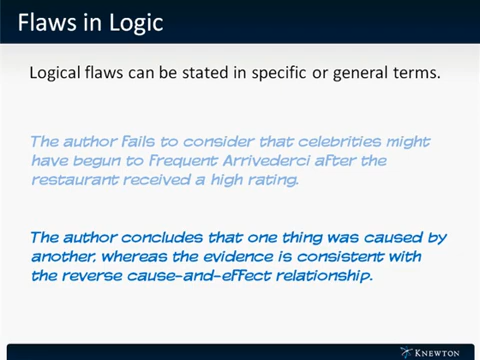 Flaws in Logic
Logical flaws can be stated in specific or general terms.
The author fails to consider that celebrities might
have begun to frequent Arrivederci after the
restaurant received a high rating.
The author concludes that one thing was caused by
another, whereas the evidence is consistent with
the reverse cause-and-effect relationship.
KNEWTON